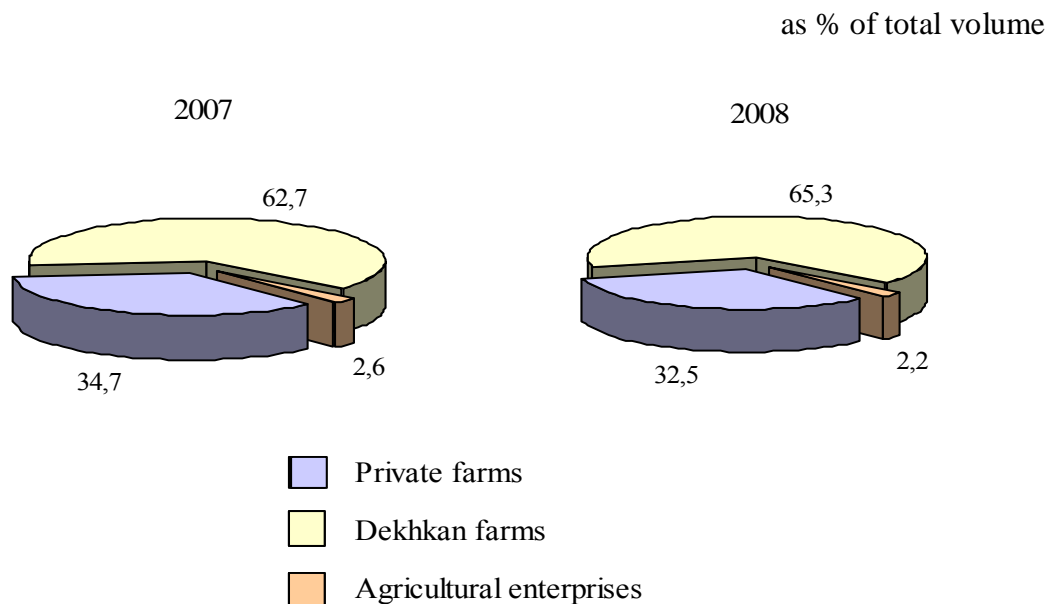 as % of total volume
2007
2008
62,7
65,3
34,7
2,6
32,5
2,2
Private farms
Dekhkan farms
Agricultural enterprises